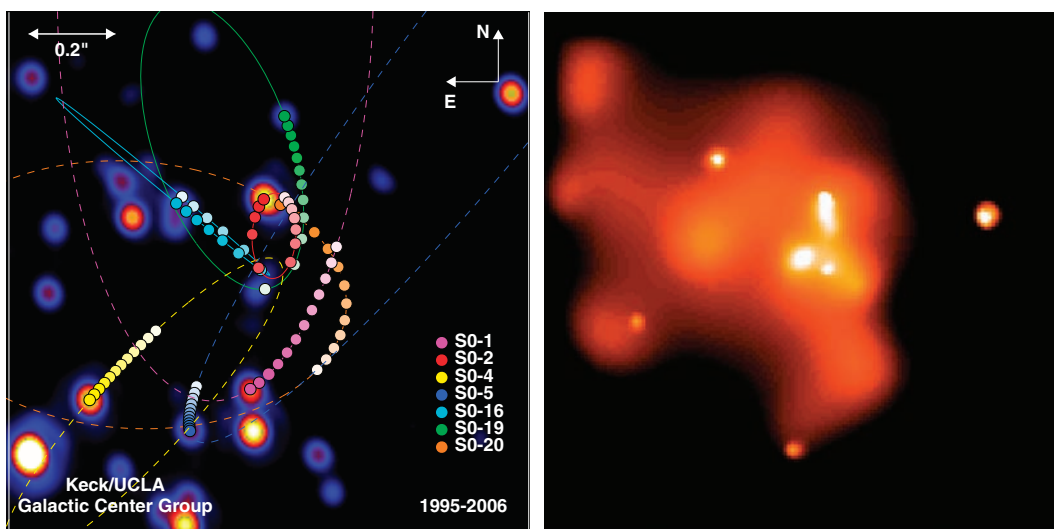 0.2"
N
E
S0-1
S0-2
S0-4
S0-5
S0-16
S0-19
S0-20
Keck/UCLA
Galactic Center Group
1995-2006